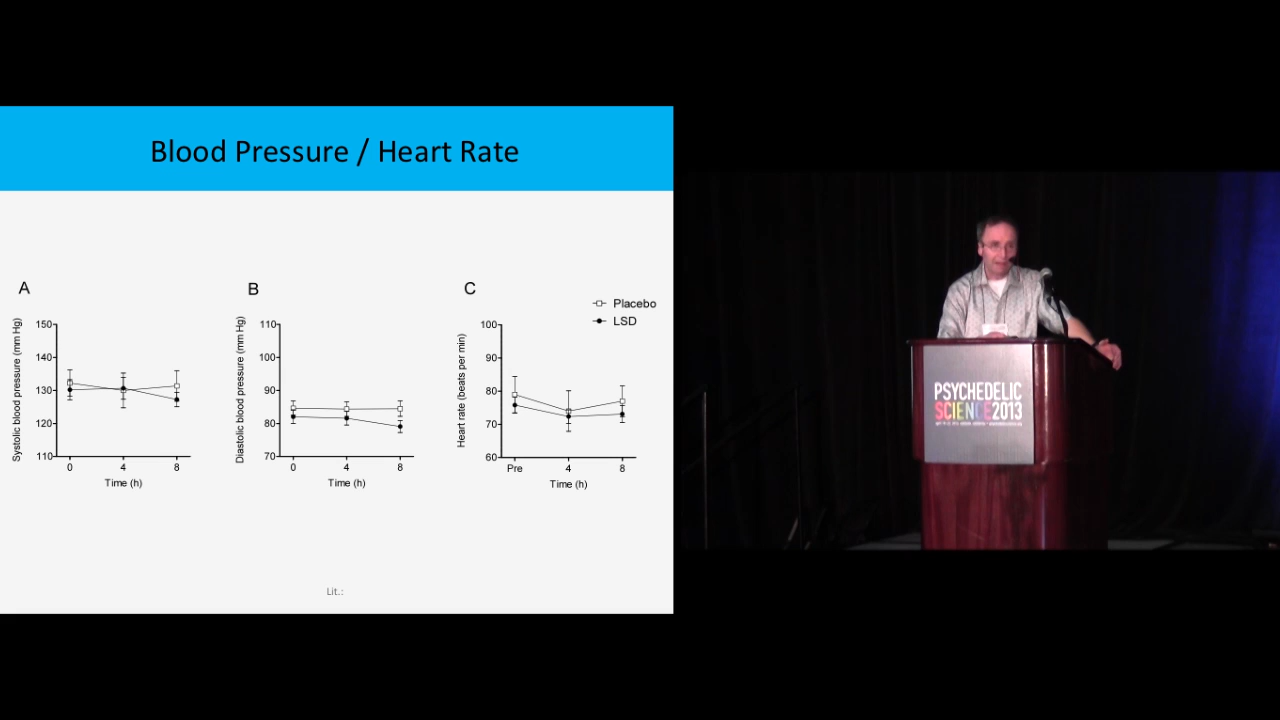 Blood Pressure / Heart Rate
A
B
C
Placebo
LSD
Systolic blood pressure (mm Hg)
150
140
130
120
110
0
4
8
Time (h)
Diastolic blood pressure (mm Hg)
110
100
90
80
70
0
4
8
Time (h)
Heart rate (beats per min)
100
90
80
70
60
Pre
4
8
Time (h)
Lit.:
PSYCHEDELIC
SCIENCE2013